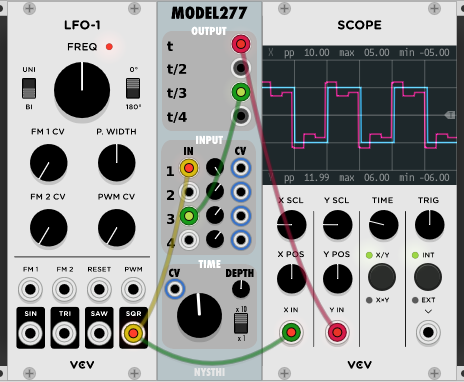 LFO-1
FREQ
UNI
BI
0°
180°
FM 1 CV
P. WIDTH
FM 2 CV
PWM CV
FM 1
FM 2
RESET
PWM
SIN
TRI
SAW
SQR
VCV
MODEL277
OUTPUT
t
t/2
t/3
t/4
INPUT
IN
CV
1
2
3
4
TIME
CV
DEPTH
x 10
x 1
NYSTHI
SCOPE
X pp 10.00 max 05.00 min -05.00
T
pp 11.99 max 06.00 min -06.00
X SCL
Y SCL
TIME
TRIG
X/Y
INT
X POS
Y POS
EXT
X IN
Y IN
VCV